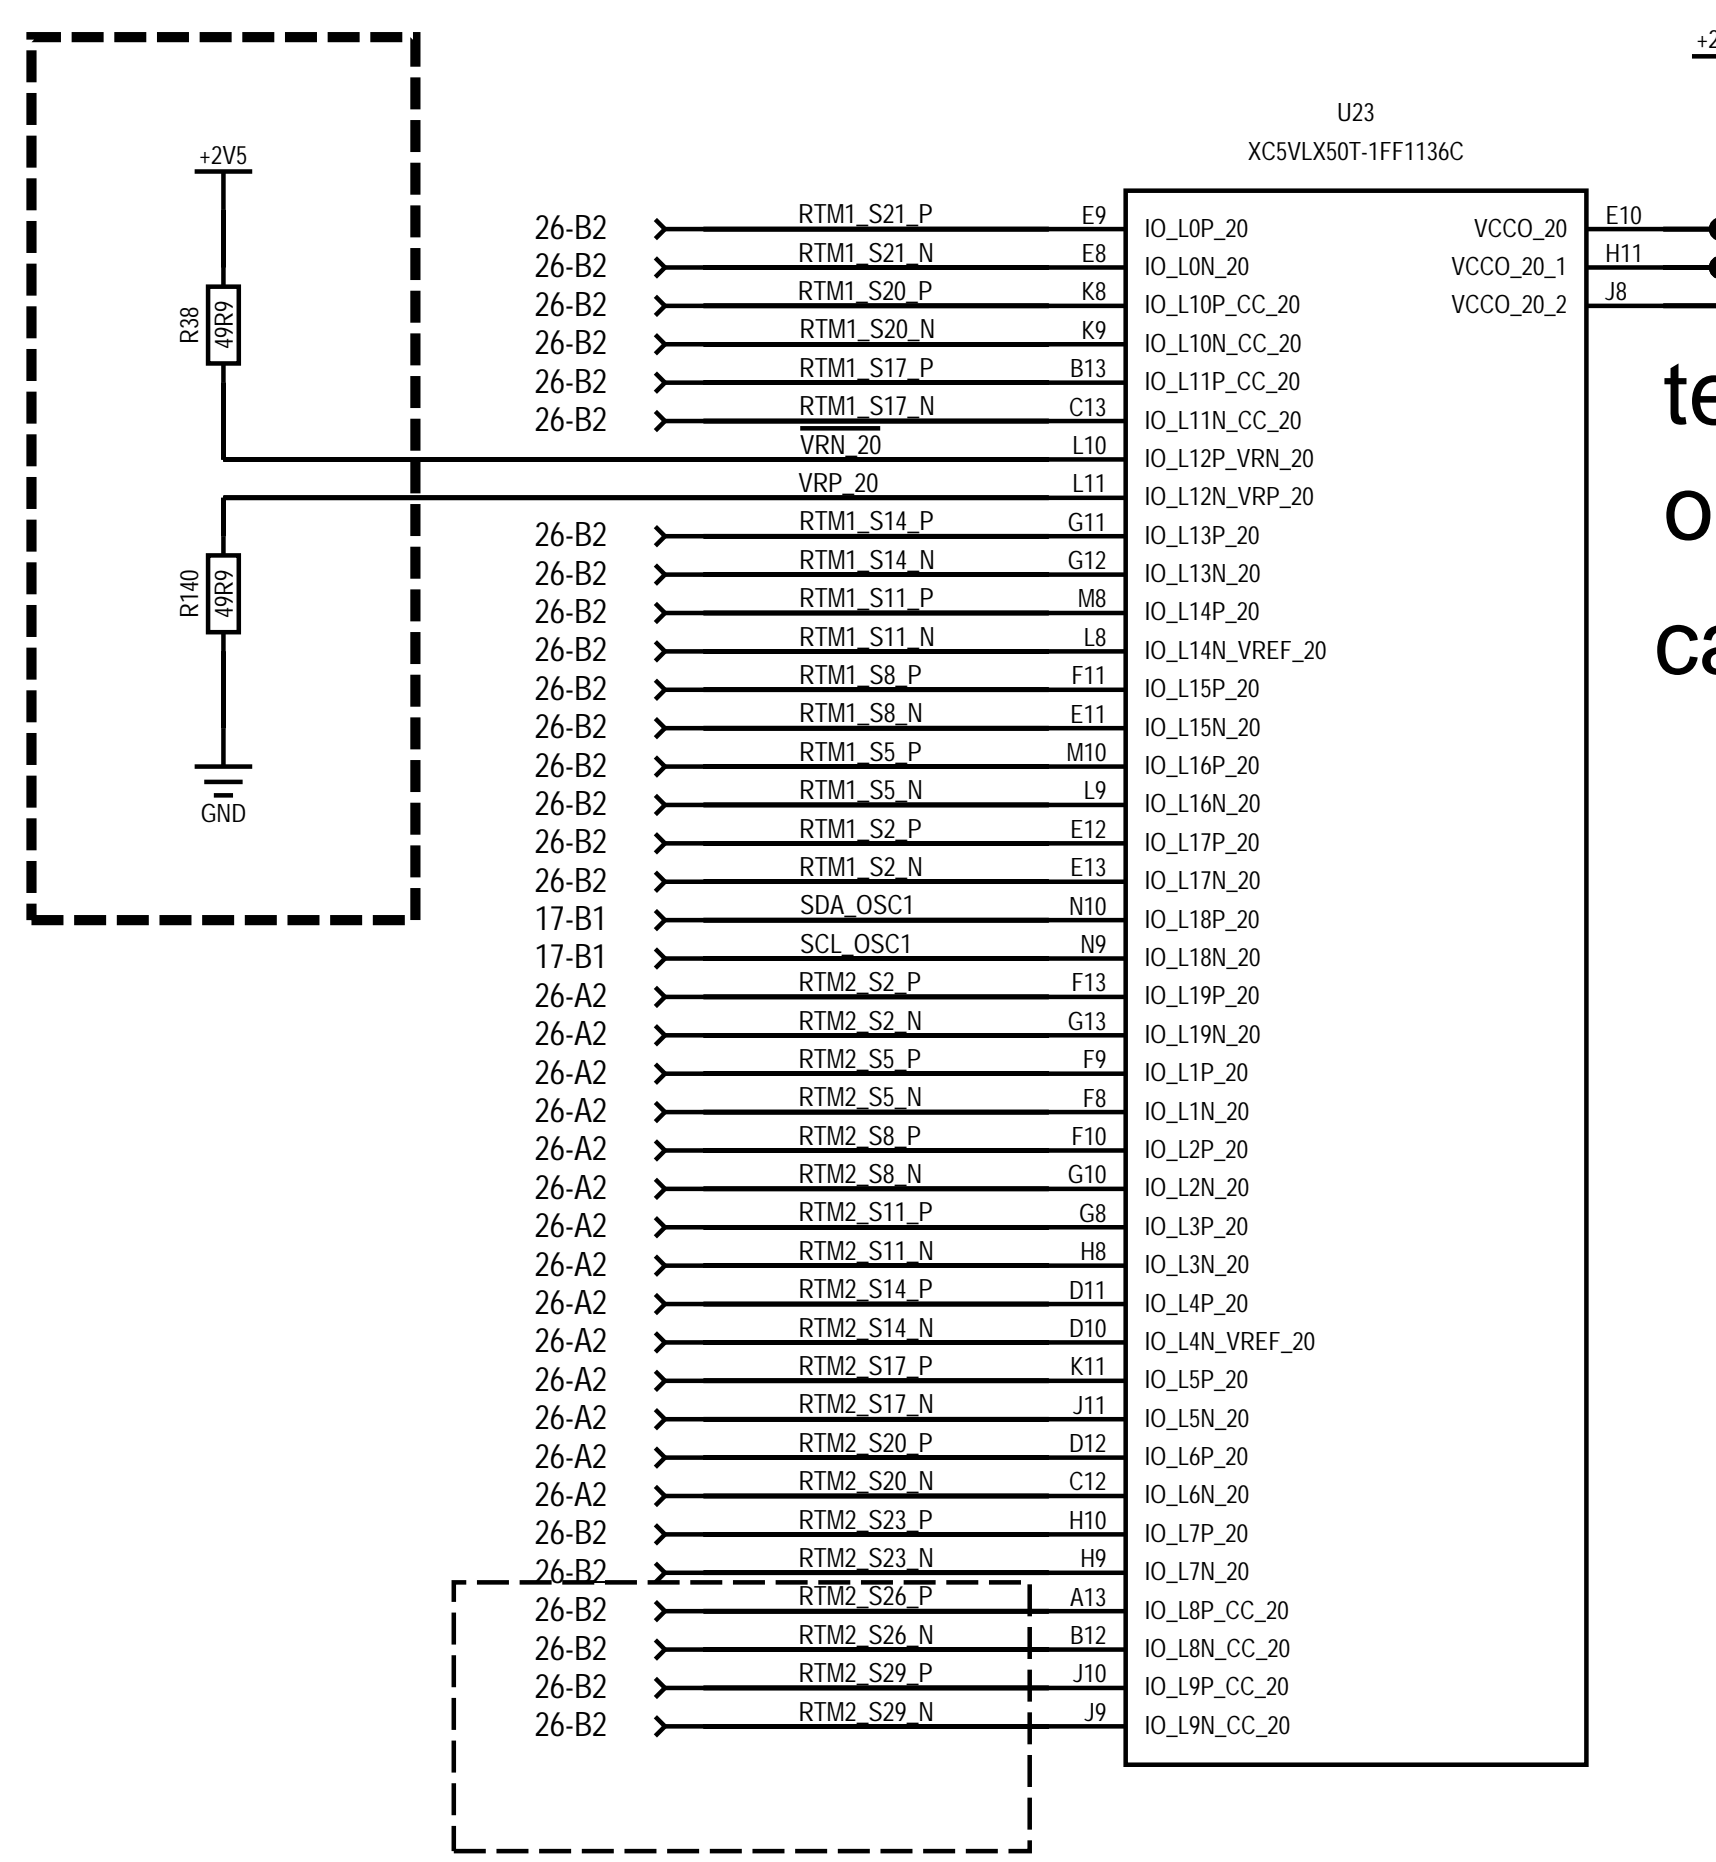 +2
U23
XC5VLX50T-1FF1136C
+2V5
R38
49R9
R140
49R9
GND
26-B2 RTM1_S21_P E9 IO_L0P_20 VCCO_20 E10
26-B2 RTM1_S21_N E8 IO_L0N_20 VCCO_20_1 H11
26-B2 RTM1_S20_P K8 IO_L10P_CC_20 VCCO_20_2 J8
26-B2 RTM1_S20_N K9 IO_L10N_CC_20
26-B2 RTM1_S17_P B13 IO_L11P_CC_20
26-B2 RTM1_S17_N C13 IO_L11N_CC_20
VRN_20 L10 IO_L12P_VRN_20
VRP_20 L11 IO_L12N_VRP_20
26-B2 RTM1_S14_P G11 IO_L13P_20
26-B2 RTM1_S14_N G12 IO_L13N_20
26-B2 RTM1_S11_P M8 IO_L14P_20
26-B2 RTM1_S11_N L8 IO_L14N_VREF_20
26-B2 RTM1_S8_P F11 IO_L15P_20
26-B2 RTM1_S8_N E11 IO_L15N_20
26-B2 RTM1_S5_P M10 IO_L16P_20
26-B2 RTM1_S5_N L9 IO_L16N_20
26-B2 RTM1_S2_P E12 IO_L17P_20
26-B2 RTM1_S2_N E13 IO_L17N_20
17-B1 SDA_OSC1 N10 IO_L18P_20
17-B1 SCL_OSC1 N9 IO_L18N_20
26-A2 RTM2_S2_P F13 IO_L19P_20
26-A2 RTM2_S2_N G13 IO_L19N_20
26-A2 RTM2_S5_P F9 IO_L1P_20
26-A2 RTM2_S5_N F8 IO_L1N_20
26-A2 RTM2_S8_P F10 IO_L2P_20
26-A2 RTM2_S8_N G10 IO_L2N_20
26-A2 RTM2_S11_P G8 IO_L3P_20
26-A2 RTM2_S11_N H8 IO_L3N_20
26-A2 RTM2_S14_P D11 IO_L4P_20
26-A2 RTM2_S14_N D10 IO_L4N_VREF_20
26-A2 RTM2_S17_P K11 IO_L5P_20
26-A2 RTM2_S17_N J11 IO_L5N_20
26-A2 RTM2_S20_P D12 IO_L6P_20
26-A2 RTM2_S20_N C12 IO_L6N_20
26-B2 RTM2_S23_P H10 IO_L7P_20
26-B2 RTM2_S23_N H9 IO_L7N_20
26-B2 RTM2_S26_P A13 IO_L8P_CC_20
26-B2 RTM2_S26_N B12 IO_L8N_CC_20
26-B2 RTM2_S29_P J10 IO_L9P_CC_20
26-B2 RTM2_S29_N J9 IO_L9N_CC_20
te
o
ca